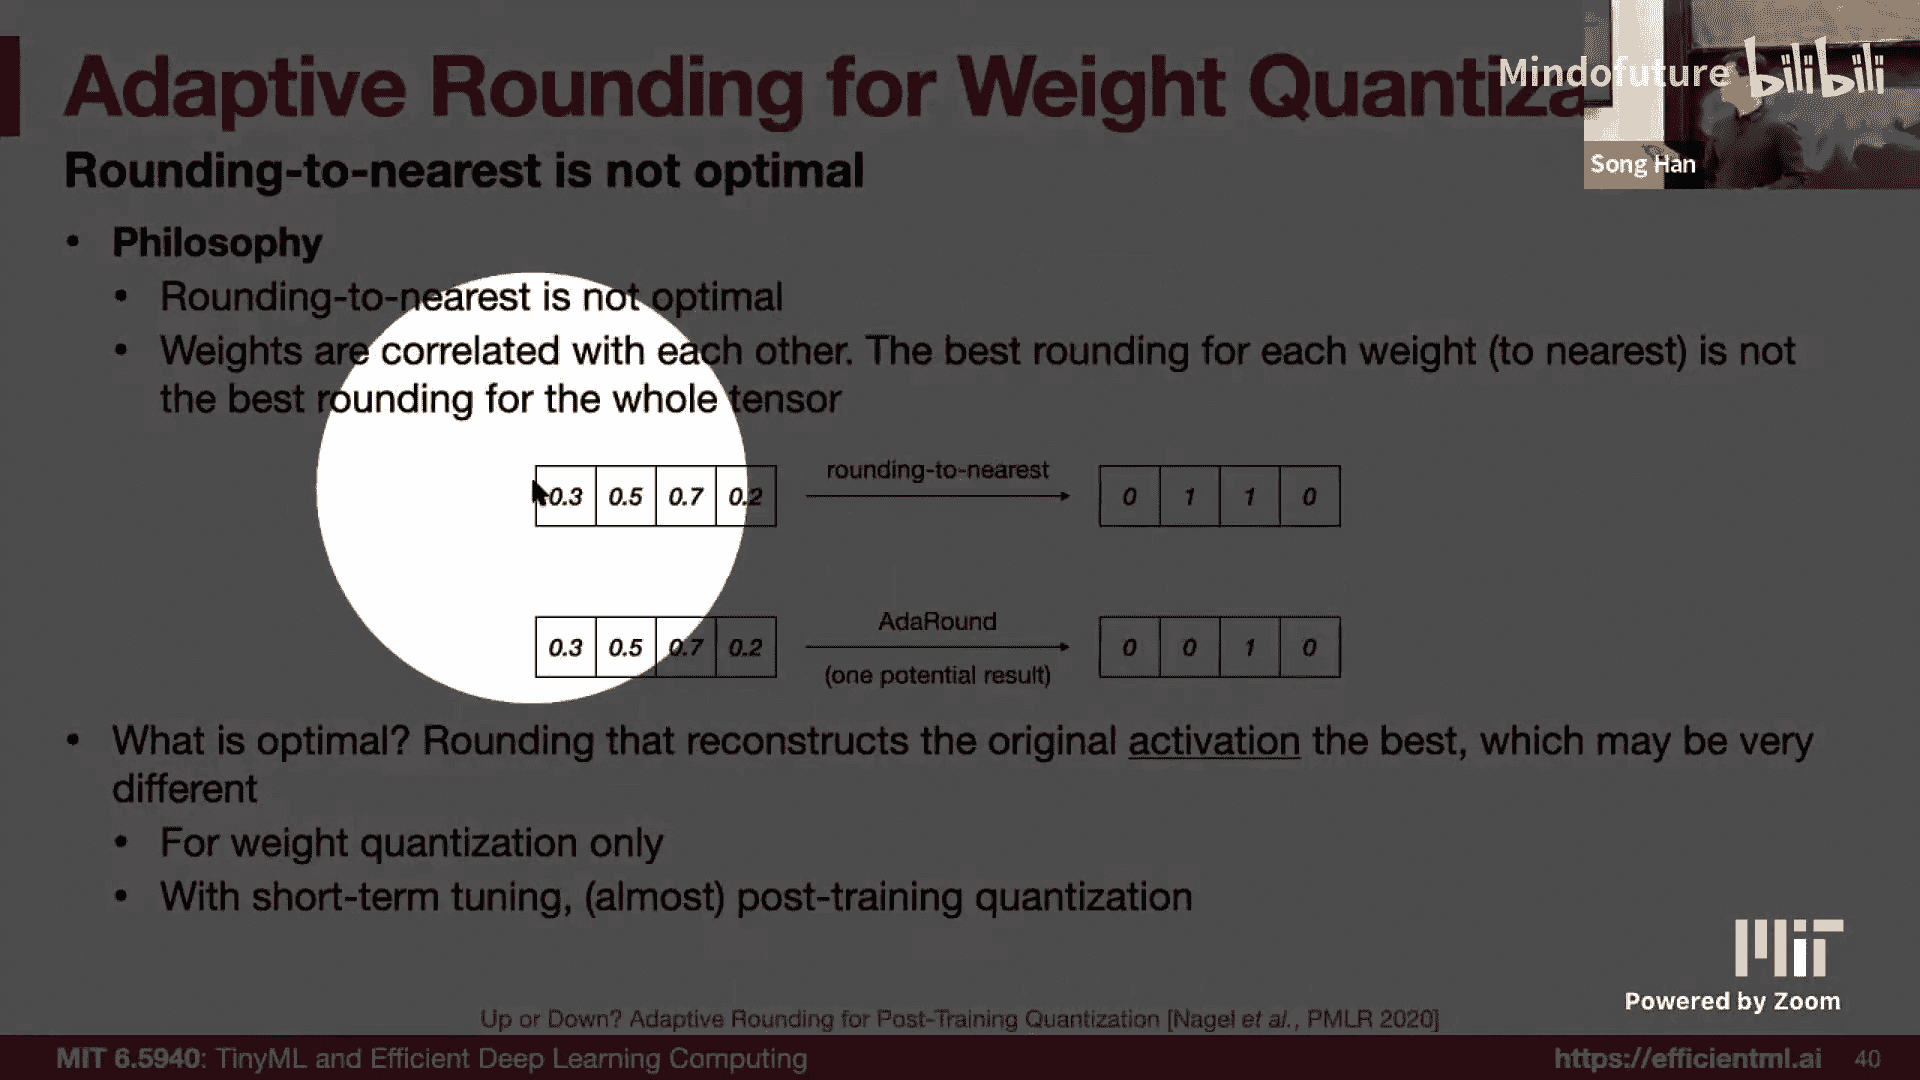 Adaptive Rounding for Weight Quantiza
Mindofuture bilibili
Song Han
Rounding-to-nearest is not optimal
• Philosophy
• Rounding-to-nearest is not optimal
• Weights are correlated with each other. The best rounding for each weight (to nearest) is not
the best rounding for the whole tensor
0.3 0.5 0.7 0.2 rounding-to-nearest 0 1 1 0
0.3 0.5 0.7 0.2 AdaRound 0 0 1 0
(one potential result)
• What is optimal? Rounding that reconstructs the original activation the best, which may be very
different
• For weight quantization only
• With short-term tuning, (almost) post-training quantization
MIT
Powered by Zoom
Up or Down? Adaptive Rounding for Post-Training Quantization [Nagel et al., PMLR 2020]
MIT 6.5940: TinyML and Efficient Deep Learning Computing https://efficientml.ai 40